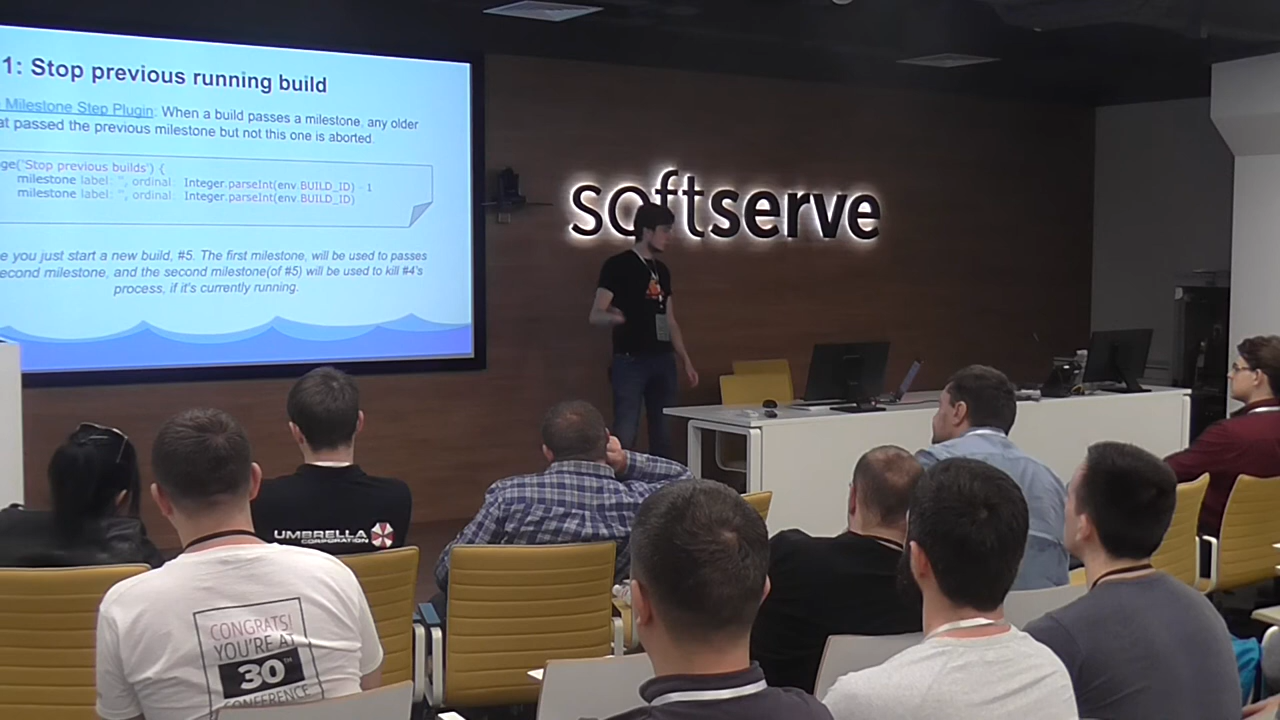 1: Stop previous running build
Milestone Step Plugin: When a build passes a milestone, any older
at passed the previous milestone but not this one is aborted.
ge('Stop previous builds') {
milestone label: '', ordinal: Integer.parseInt(env.BUILD_ID) - 1
milestone label: '', ordinal: Integer.parseInt(env.BUILD_ID)
e you just start a new build, #5. The first milestone, will be used to passes
econd milestone, and the second milestone(of #5) will be used to kill #4's
process, if it's currently running.
softserve
UMBRELLA
CORPORATION
CONGRATS!
YOU'RE AT
30TH
CONFERENCE